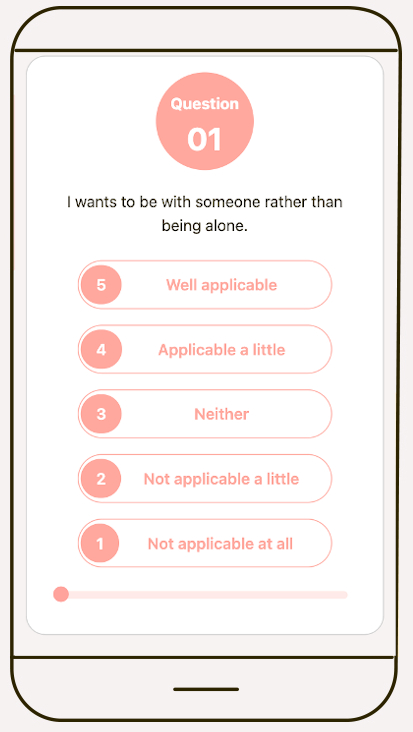 Question
01
I wants to be with someone rather than
being alone.
5 Well applicable
4 Applicable a little
3 Neither
2 Not applicable a little
1 Not applicable at all